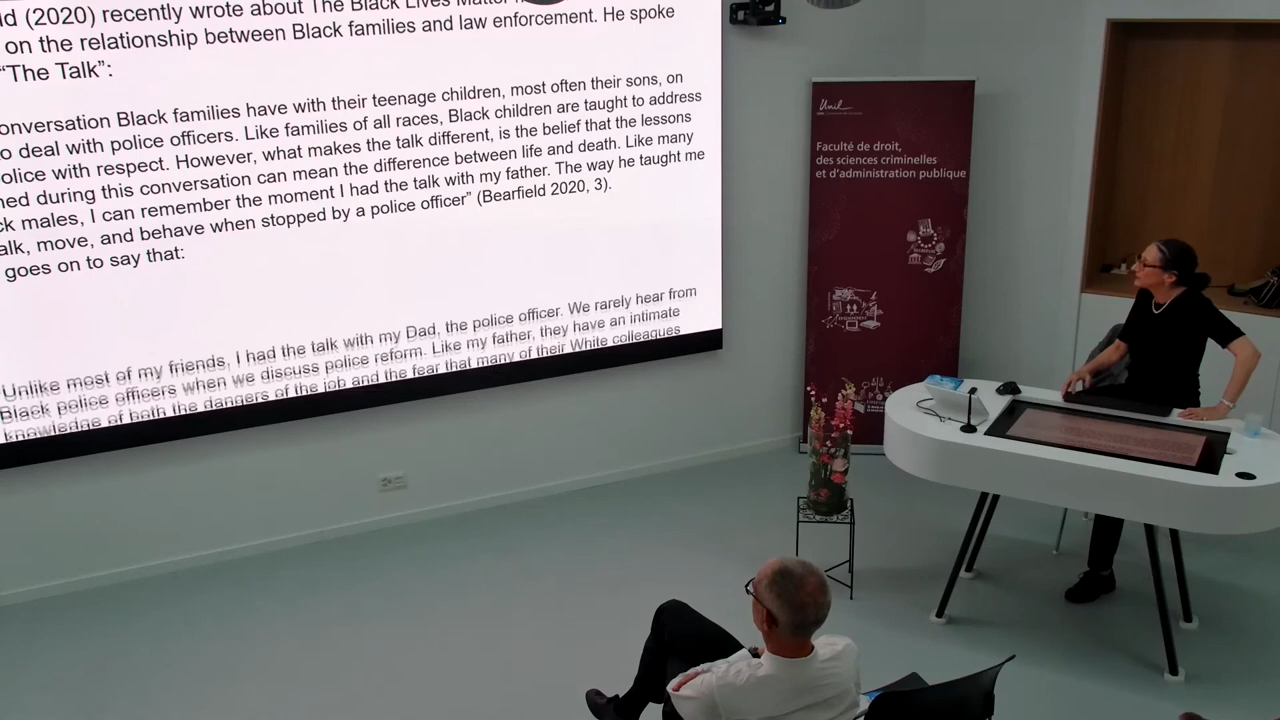 ld (2020) recently wrote about The Black Lives Matter
on the relationship between Black families and law enforcement. He spoke
"The Talk":
onversation Black families have with their teenage children, most often their sons, on
o deal with police officers. Like families of all races, Black children are taught to address
olice with respect. However, what makes the talk different, is the belief that the lessons
ned during this conversation can mean the difference between life and death. Like many
ck males, I can remember the moment I had the talk with my father. The way he taught me
alk, move, and behave when stopped by a police officer" (Bearfield 2020, 3).
goes on to say that:
Unlike most of my friends, I had the talk with my Dad, the police officer. We rarely hear from
Black police officers when we discuss police reform. Like my father, they have an intimate
knowledge of both the dangers of the job and the fear that many of their White colleagues
Unil
Faculté de droit,
des sciences criminelles
et d'administration publique